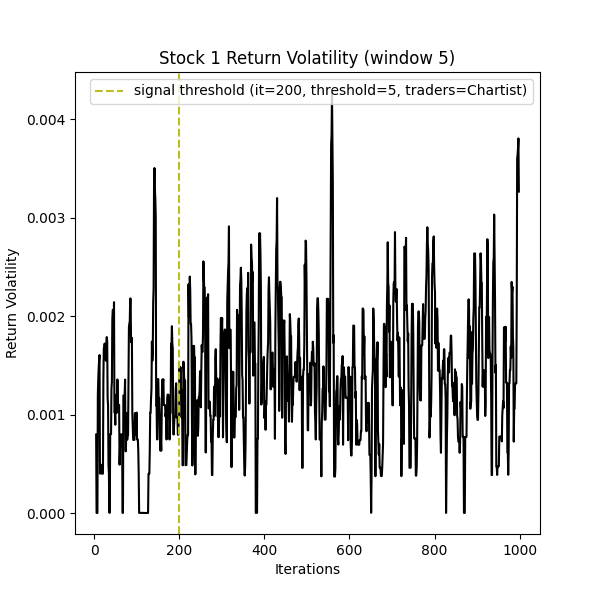 Stock 1 Return Volatility (window 5)
signal threshold (it=200, threshold=5, traders=Chartist)
0.004
0.003
0.002
0.001
0.000
Return Volatility
0 200 400 600 800 1000
Iterations